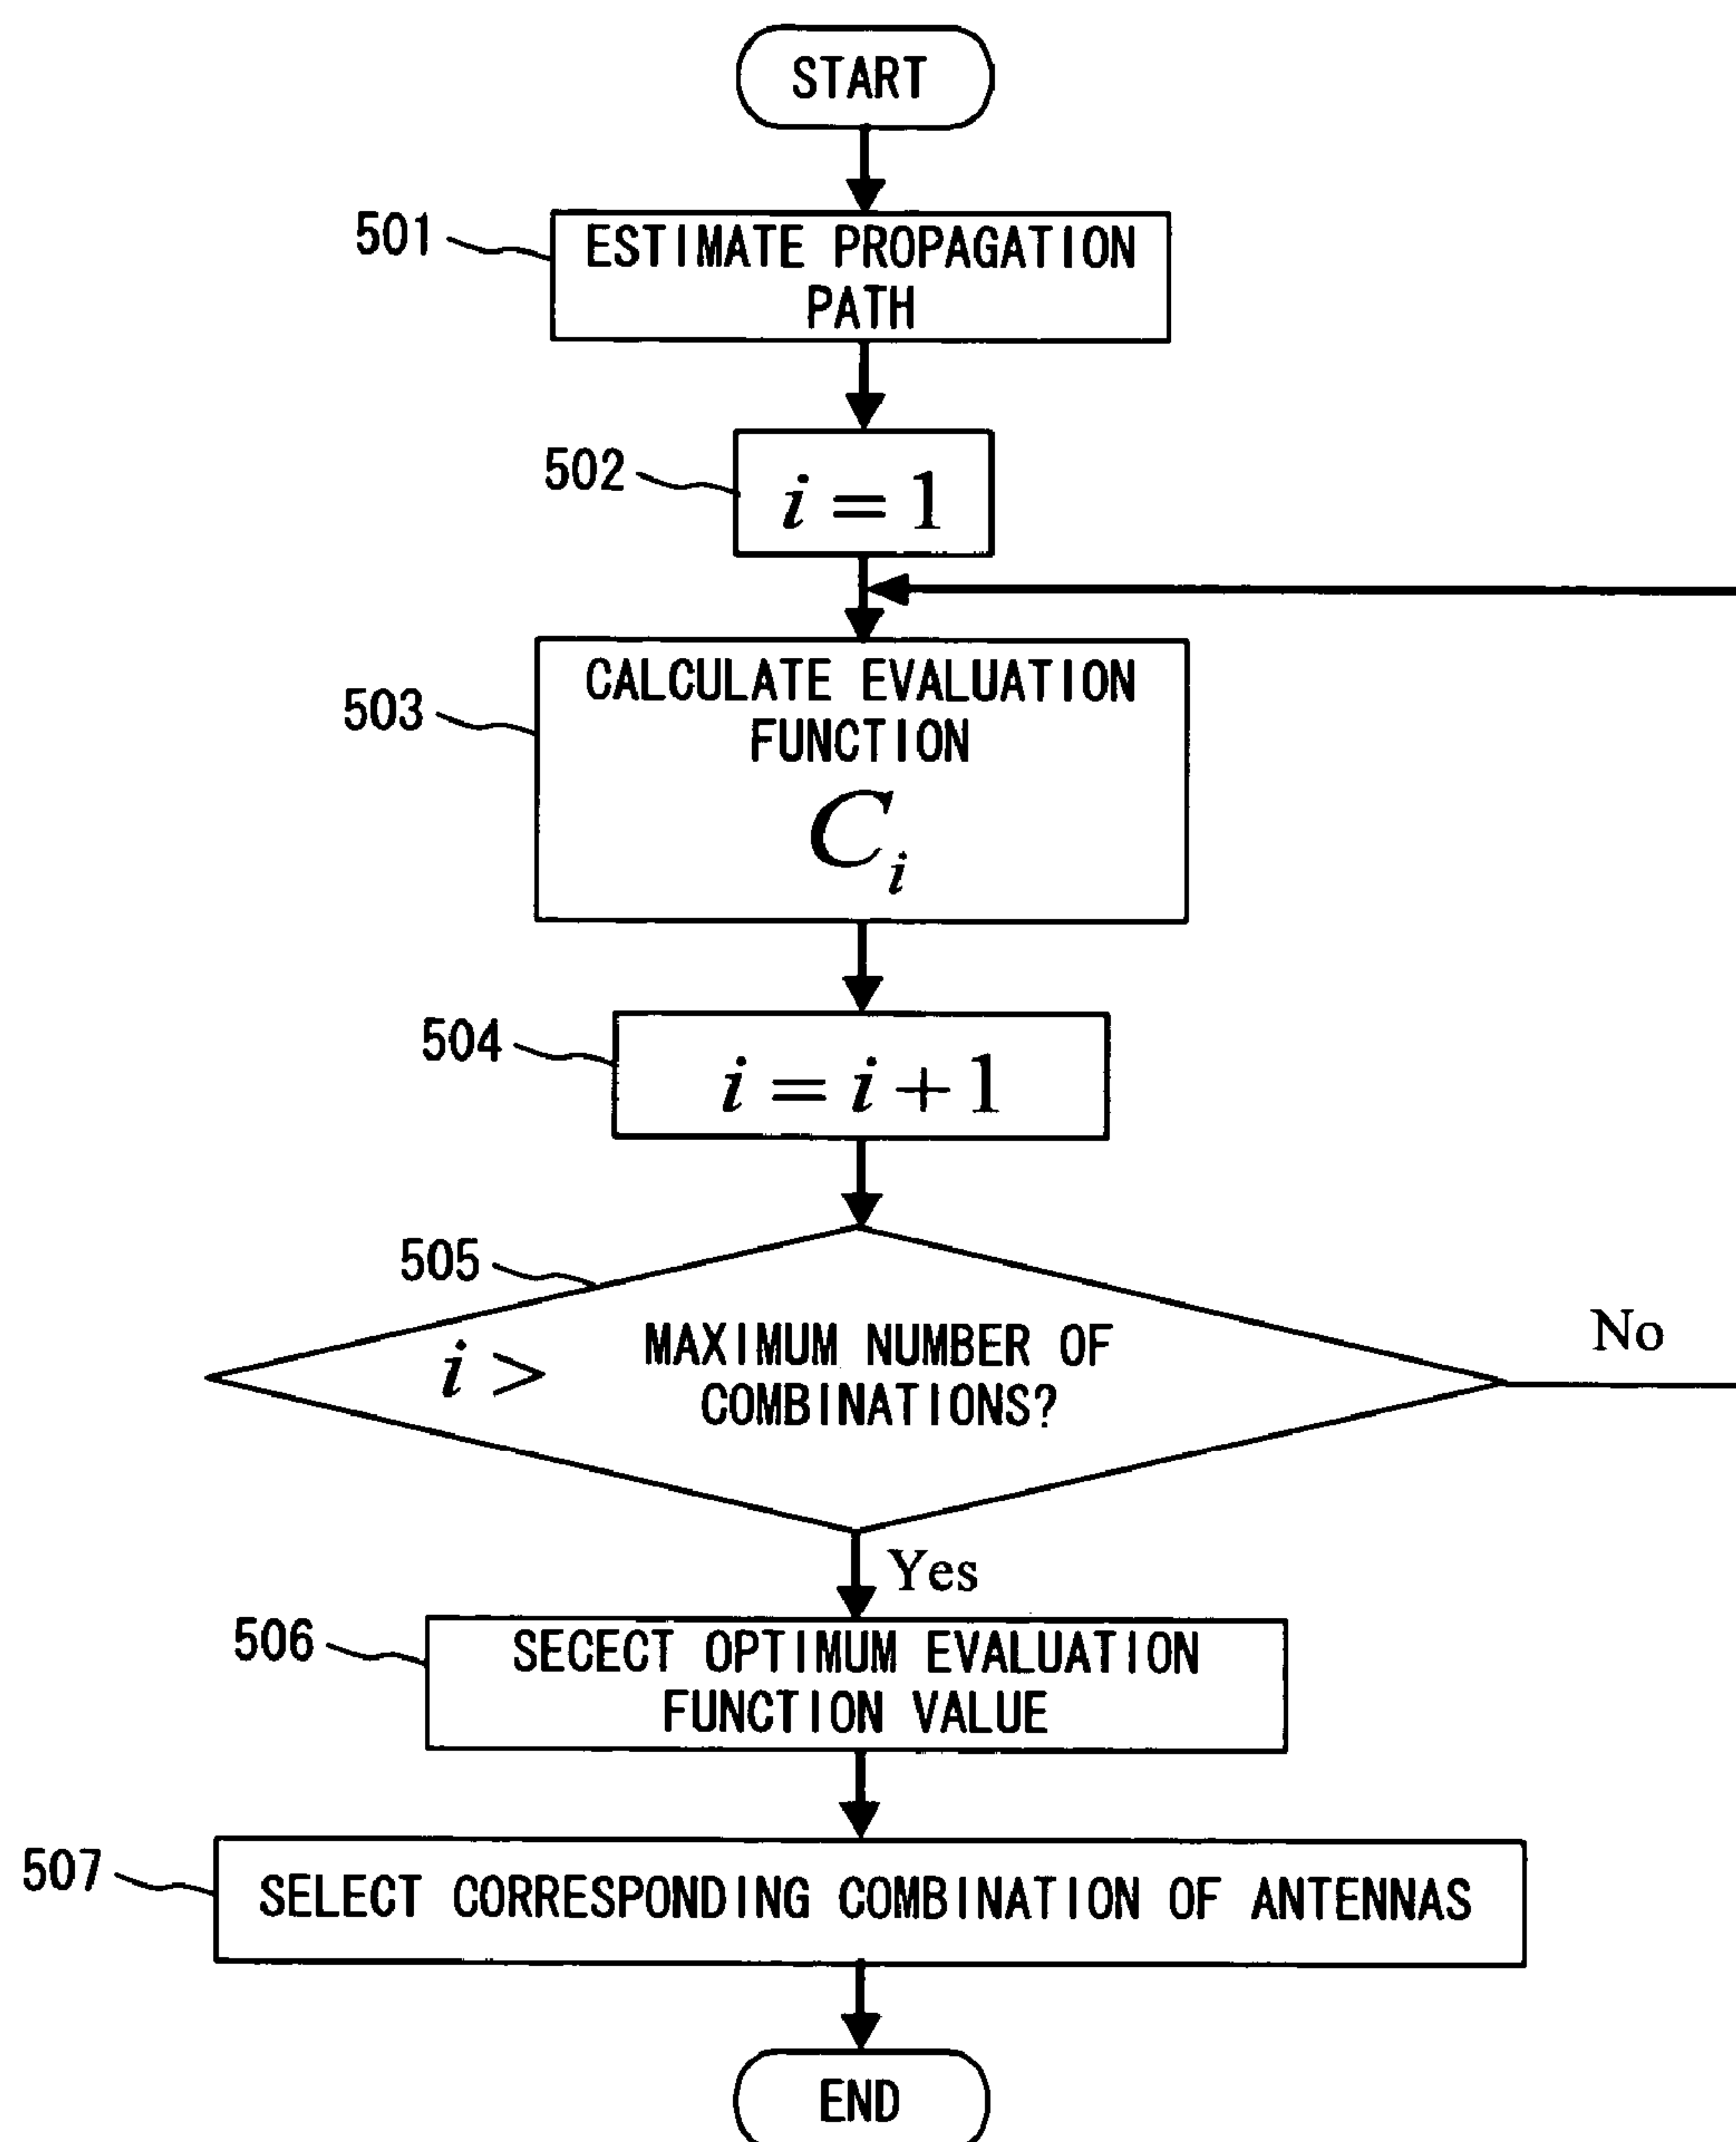 START
501
ESTIMATE PROPAGATION
PATH
502
i = 1
503
CALCULATE EVALUATION
FUNCTION
C_i
504
i = i + 1
505
i >
MAXIMUM NUMBER OF
COMBINATIONS?
No
Yes
506
SECECT OPTIMUM EVALUATION
FUNCTION VALUE
507
SELECT CORRESPONDING COMBINATION OF ANTENNAS
END